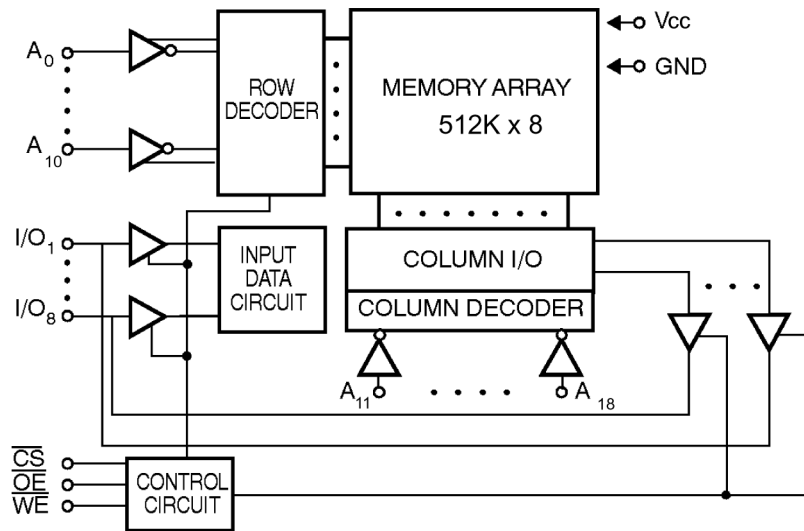 A0
A10
ROW
DECODER
MEMORY ARRAY
512K x 8
Vcc
GND
I/O1
I/O8
INPUT
DATA
CIRCUIT
COLUMN I/O
COLUMN DECODER
A11
A18
CS
OE
WE
CONTROL
CIRCUIT